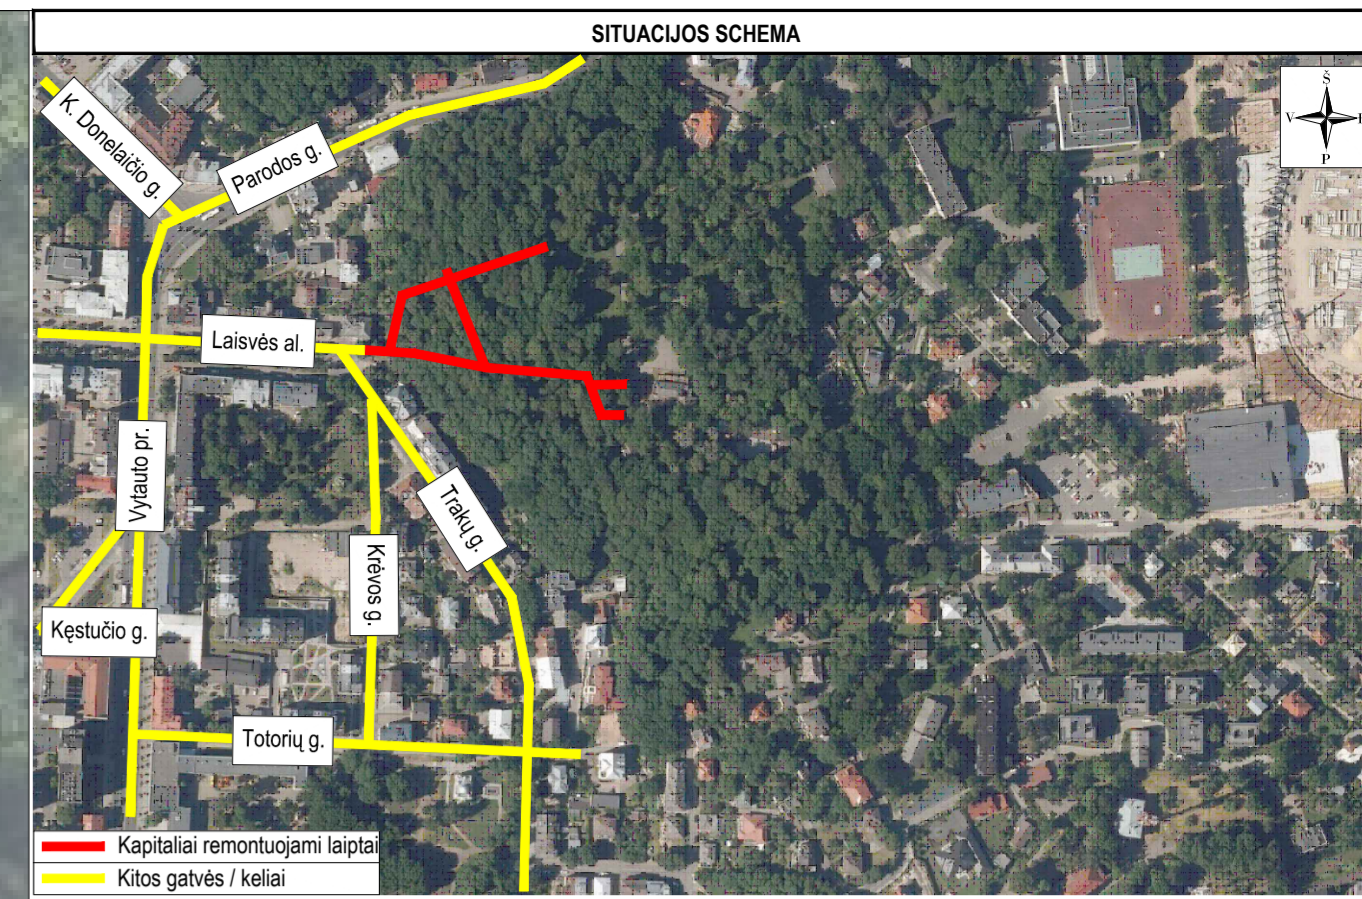 SITUACIJOS SCHEMA
Š
V
P
K. Donelaičio g.
Parodos g.
Laisvės al.
Vytauto pr.
Trakų g.
Krėvos g.
Kęstučio g.
Totorių g.
Kapitaliai remontuojami laiptai
Kitos gatvės / keliai